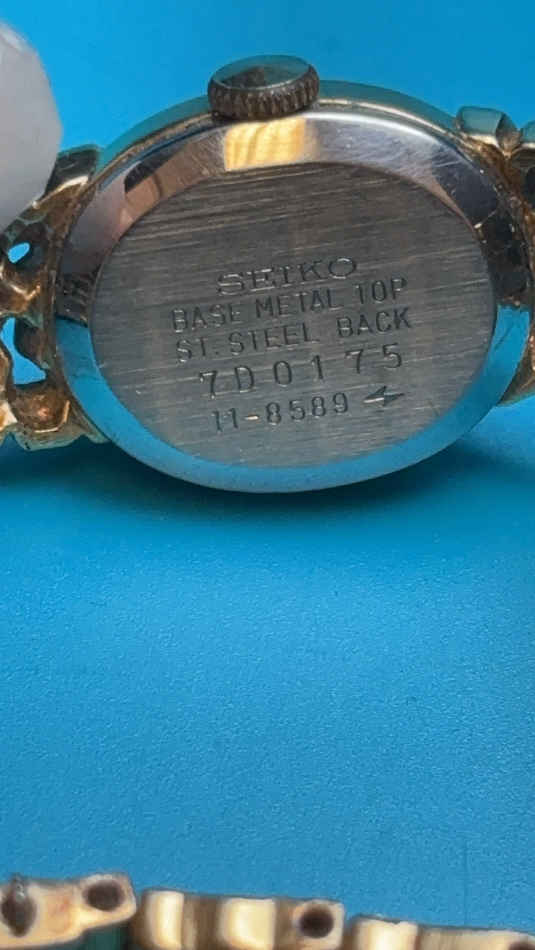 SEIKO
BASE METAL TOP
ST. STEEL BACK
7D0175
11-8589